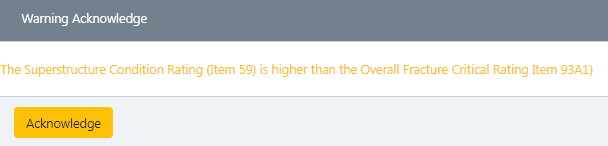 Warning Acknowledge
The Superstructure Condition Rating (Item 59) is higher than the Overall Fracture Critical Rating Item 93A1)
Acknowledge